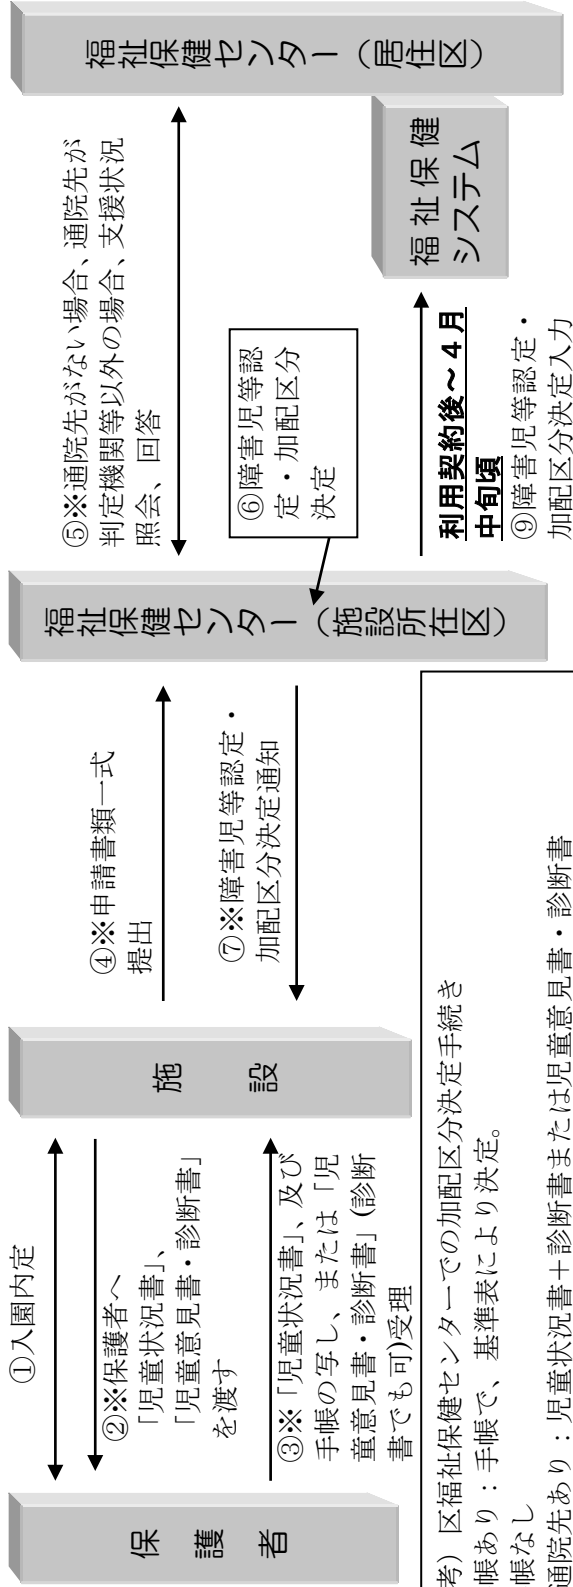 保護者
①入園内定
②※保護者へ
「児童状況書」、
「児童意見書・診断書」
を渡す
③※「児童状況書」、及び
手帳の写し、または「児
童意見書・診断書」(診断
書でも可)受理
施設
④※申請書類一式
提出
⑦※障害児等認定・
加配区分決定通知
福祉保健センター（施設所在区）
⑤※通院先がない場合、通院先が
判定機関等以外の場合、支援状況
照会、回答
⑥障害児等認
定・加配区分
決定
利用契約後～４月
中旬頃
⑨障害児等認定・
加配区分決定入力
福祉保健センター（居住区）
福祉保健
システム
考）区福祉保健センターでの加配区分決定手続き
帳あり：手帳で、基準表により決定。
帳なし
通院先あり：児童状況書＋診断書または児童意見書・診断書